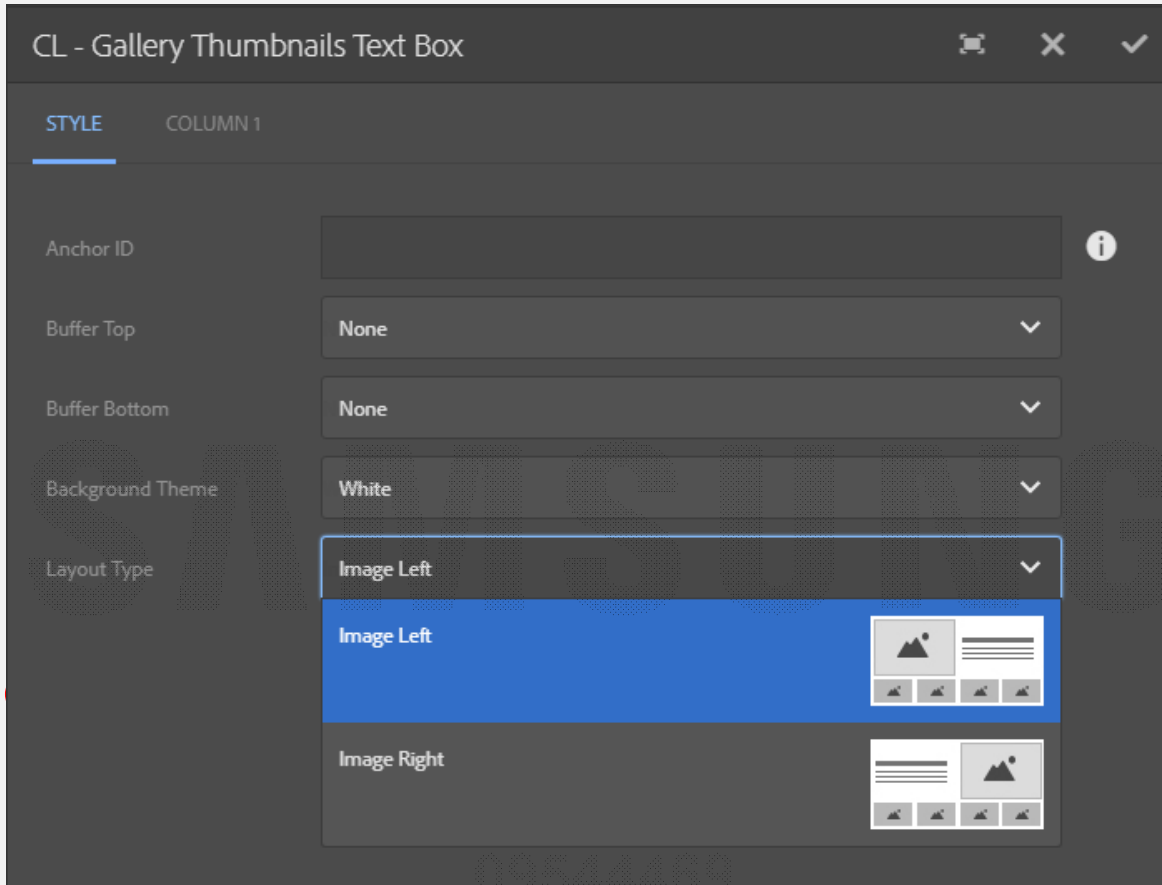 CL - Gallery Thumbnails Text Box
STYLE COLUMN 1
Anchor ID
Buffer Top None
Buffer Bottom None
Background Theme White
Layout Type Image Left
Image Left
Image Right
SAMSUNG